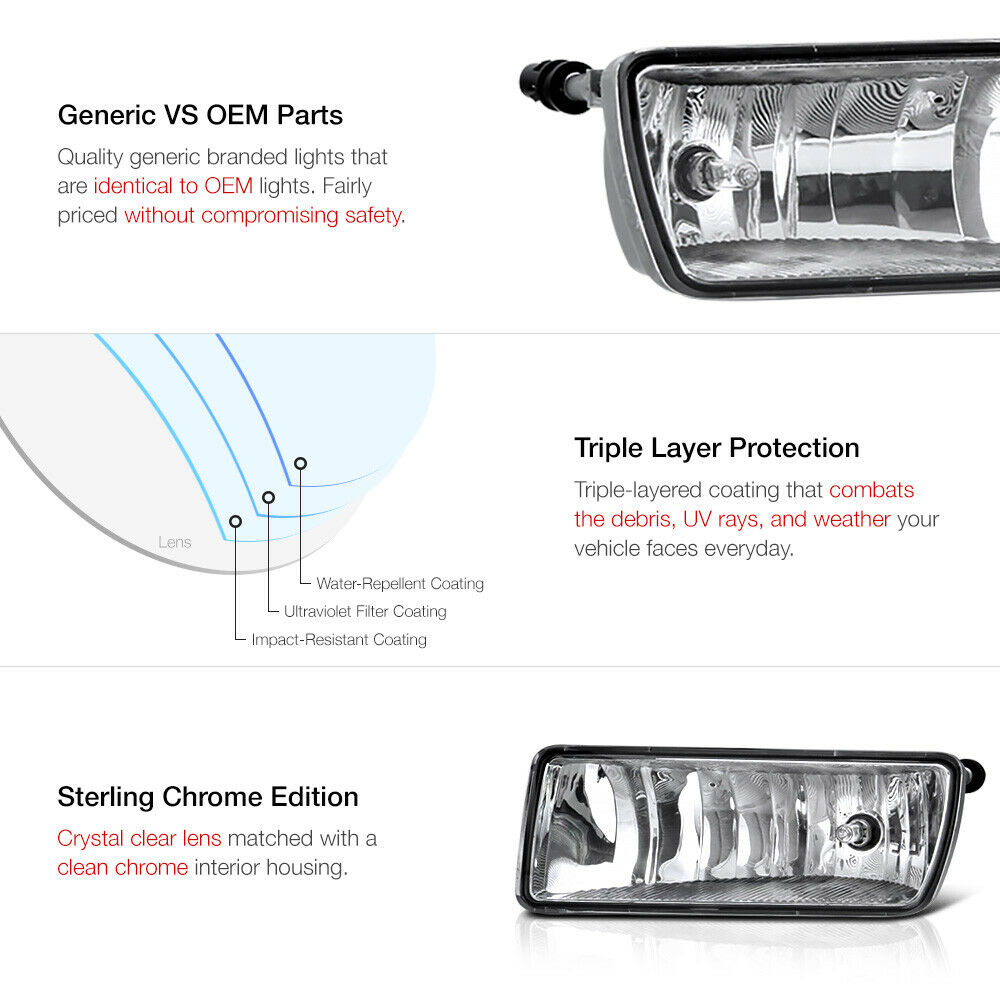 Generic VS OEM Parts
Quality generic branded lights that
are identical to OEM lights. Fairly
priced without compromising safety.
Triple Layer Protection
Triple-layered coating that combats
the debris, UV rays, and weather your
vehicle faces everyday.
Lens
Water-Repellent Coating
Ultraviolet Filter Coating
Impact-Resistant Coating
Sterling Chrome Edition
Crystal clear lens matched with a
clean chrome interior housing.